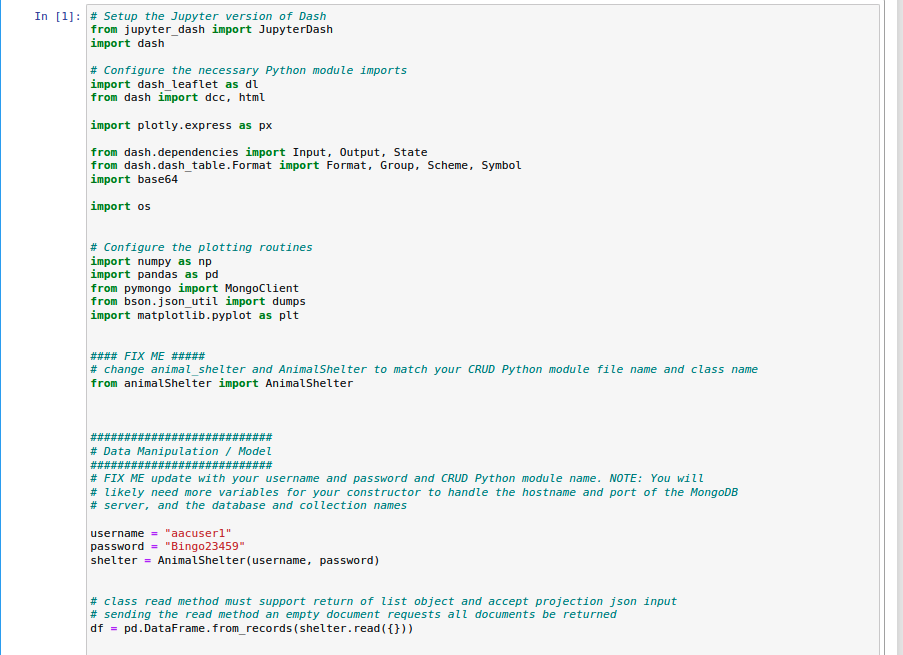 In [1]:
# Setup the Jupyter version of Dash
from jupyter_dash import JupyterDash
import dash
# Configure the necessary Python module imports
import dash_leaflet as dl
from dash import dcc, html
import plotly.express as px
from dash.dependencies import Input, Output, State
from dash.dash_table.Format import Format, Group, Scheme, Symbol
import base64
import os
# Configure the plotting routines
import numpy as np
import pandas as pd
from pymongo import MongoClient
from bson.json_util import dumps
import matplotlib.pyplot as plt
#### FIX ME #####
# change animal_shelter and AnimalShelter to match your CRUD Python module file name and class name
from animalShelter import AnimalShelter
###########################
# Data Manipulation / Model
###########################
# FIX ME update with your username and password and CRUD Python module name. NOTE: You will
# likely need more variables for your constructor to handle the hostname and port of the MongoDB
# server, and the database and collection names
username = "aacuser1"
password = "Bingo23459"
shelter = AnimalShelter(username, password)
# class read method must support return of list object and accept projection json input
# sending the read method an empty document requests all documents be returned
df = pd.DataFrame.from_records(shelter.read({}))